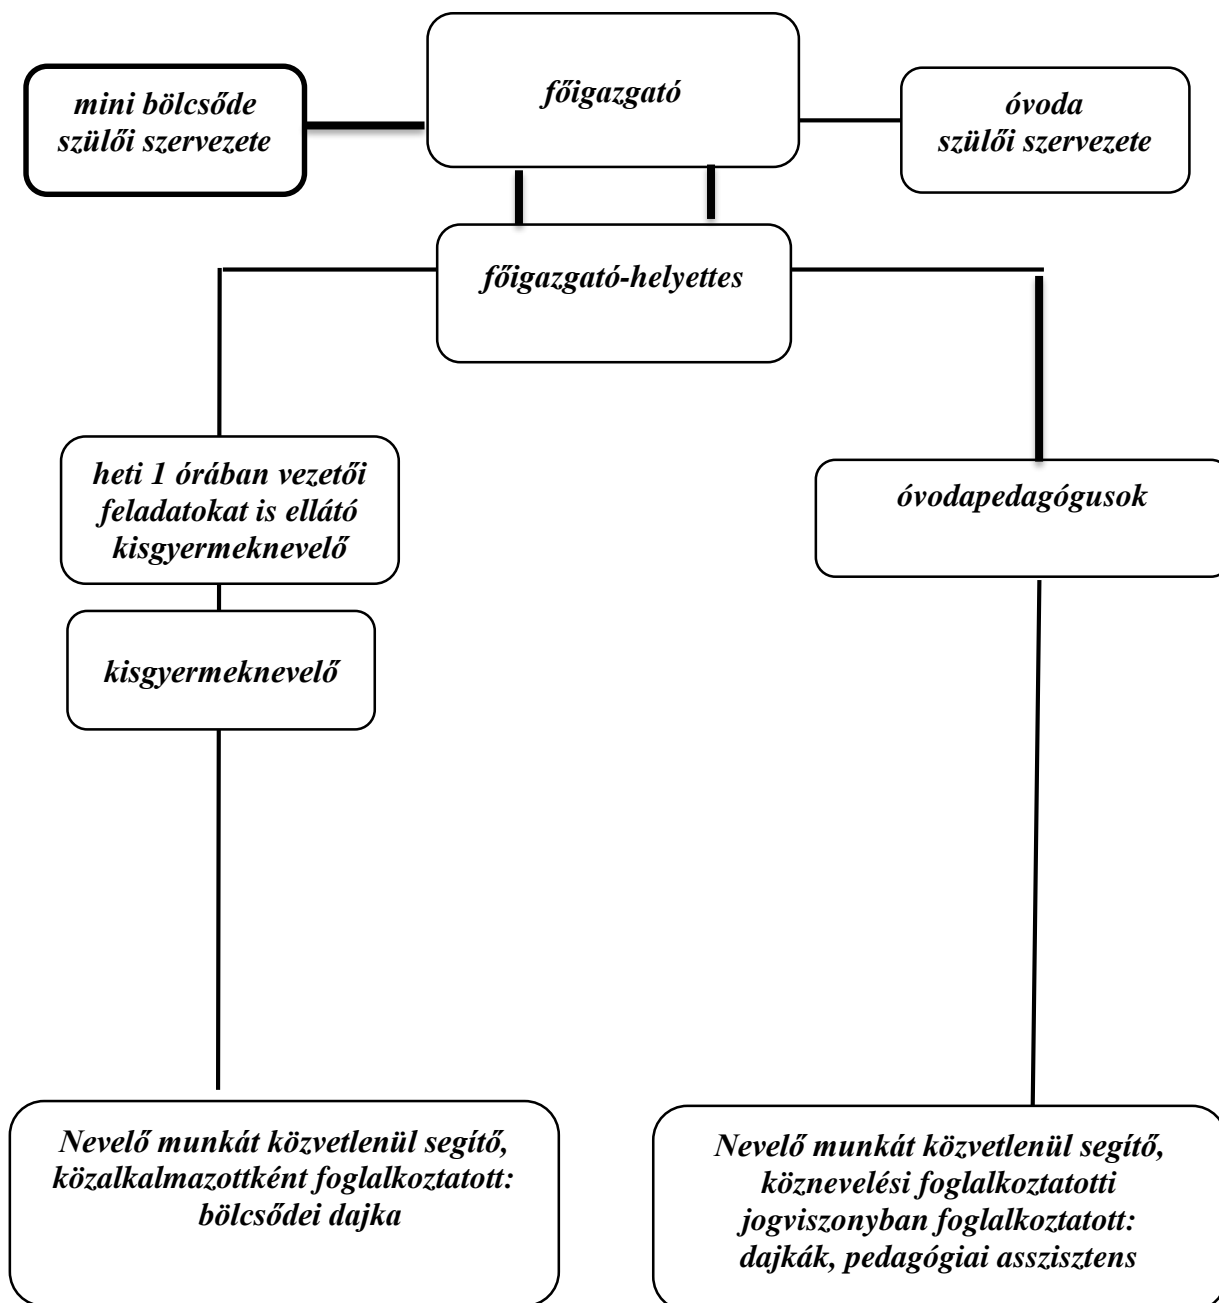 főigazgató
mini bölcsőde
szülői szervezete
óvoda
szülői szervezete
főigazgató-helyettes
heti 1 órában vezetői
feladatokat is ellátó
kisgyermeknevelő
óvodapedagógusok
kisgyermeknevelő
Nevelő munkát közvetlenül segítő,
közalkalmazottként foglalkoztatott:
bölcsődei dajka
Nevelő munkát közvetlenül segítő,
köznevelési foglalkoztatotti
jogviszonyban foglalkoztatott:
dajkák, pedagógiai asszisztens